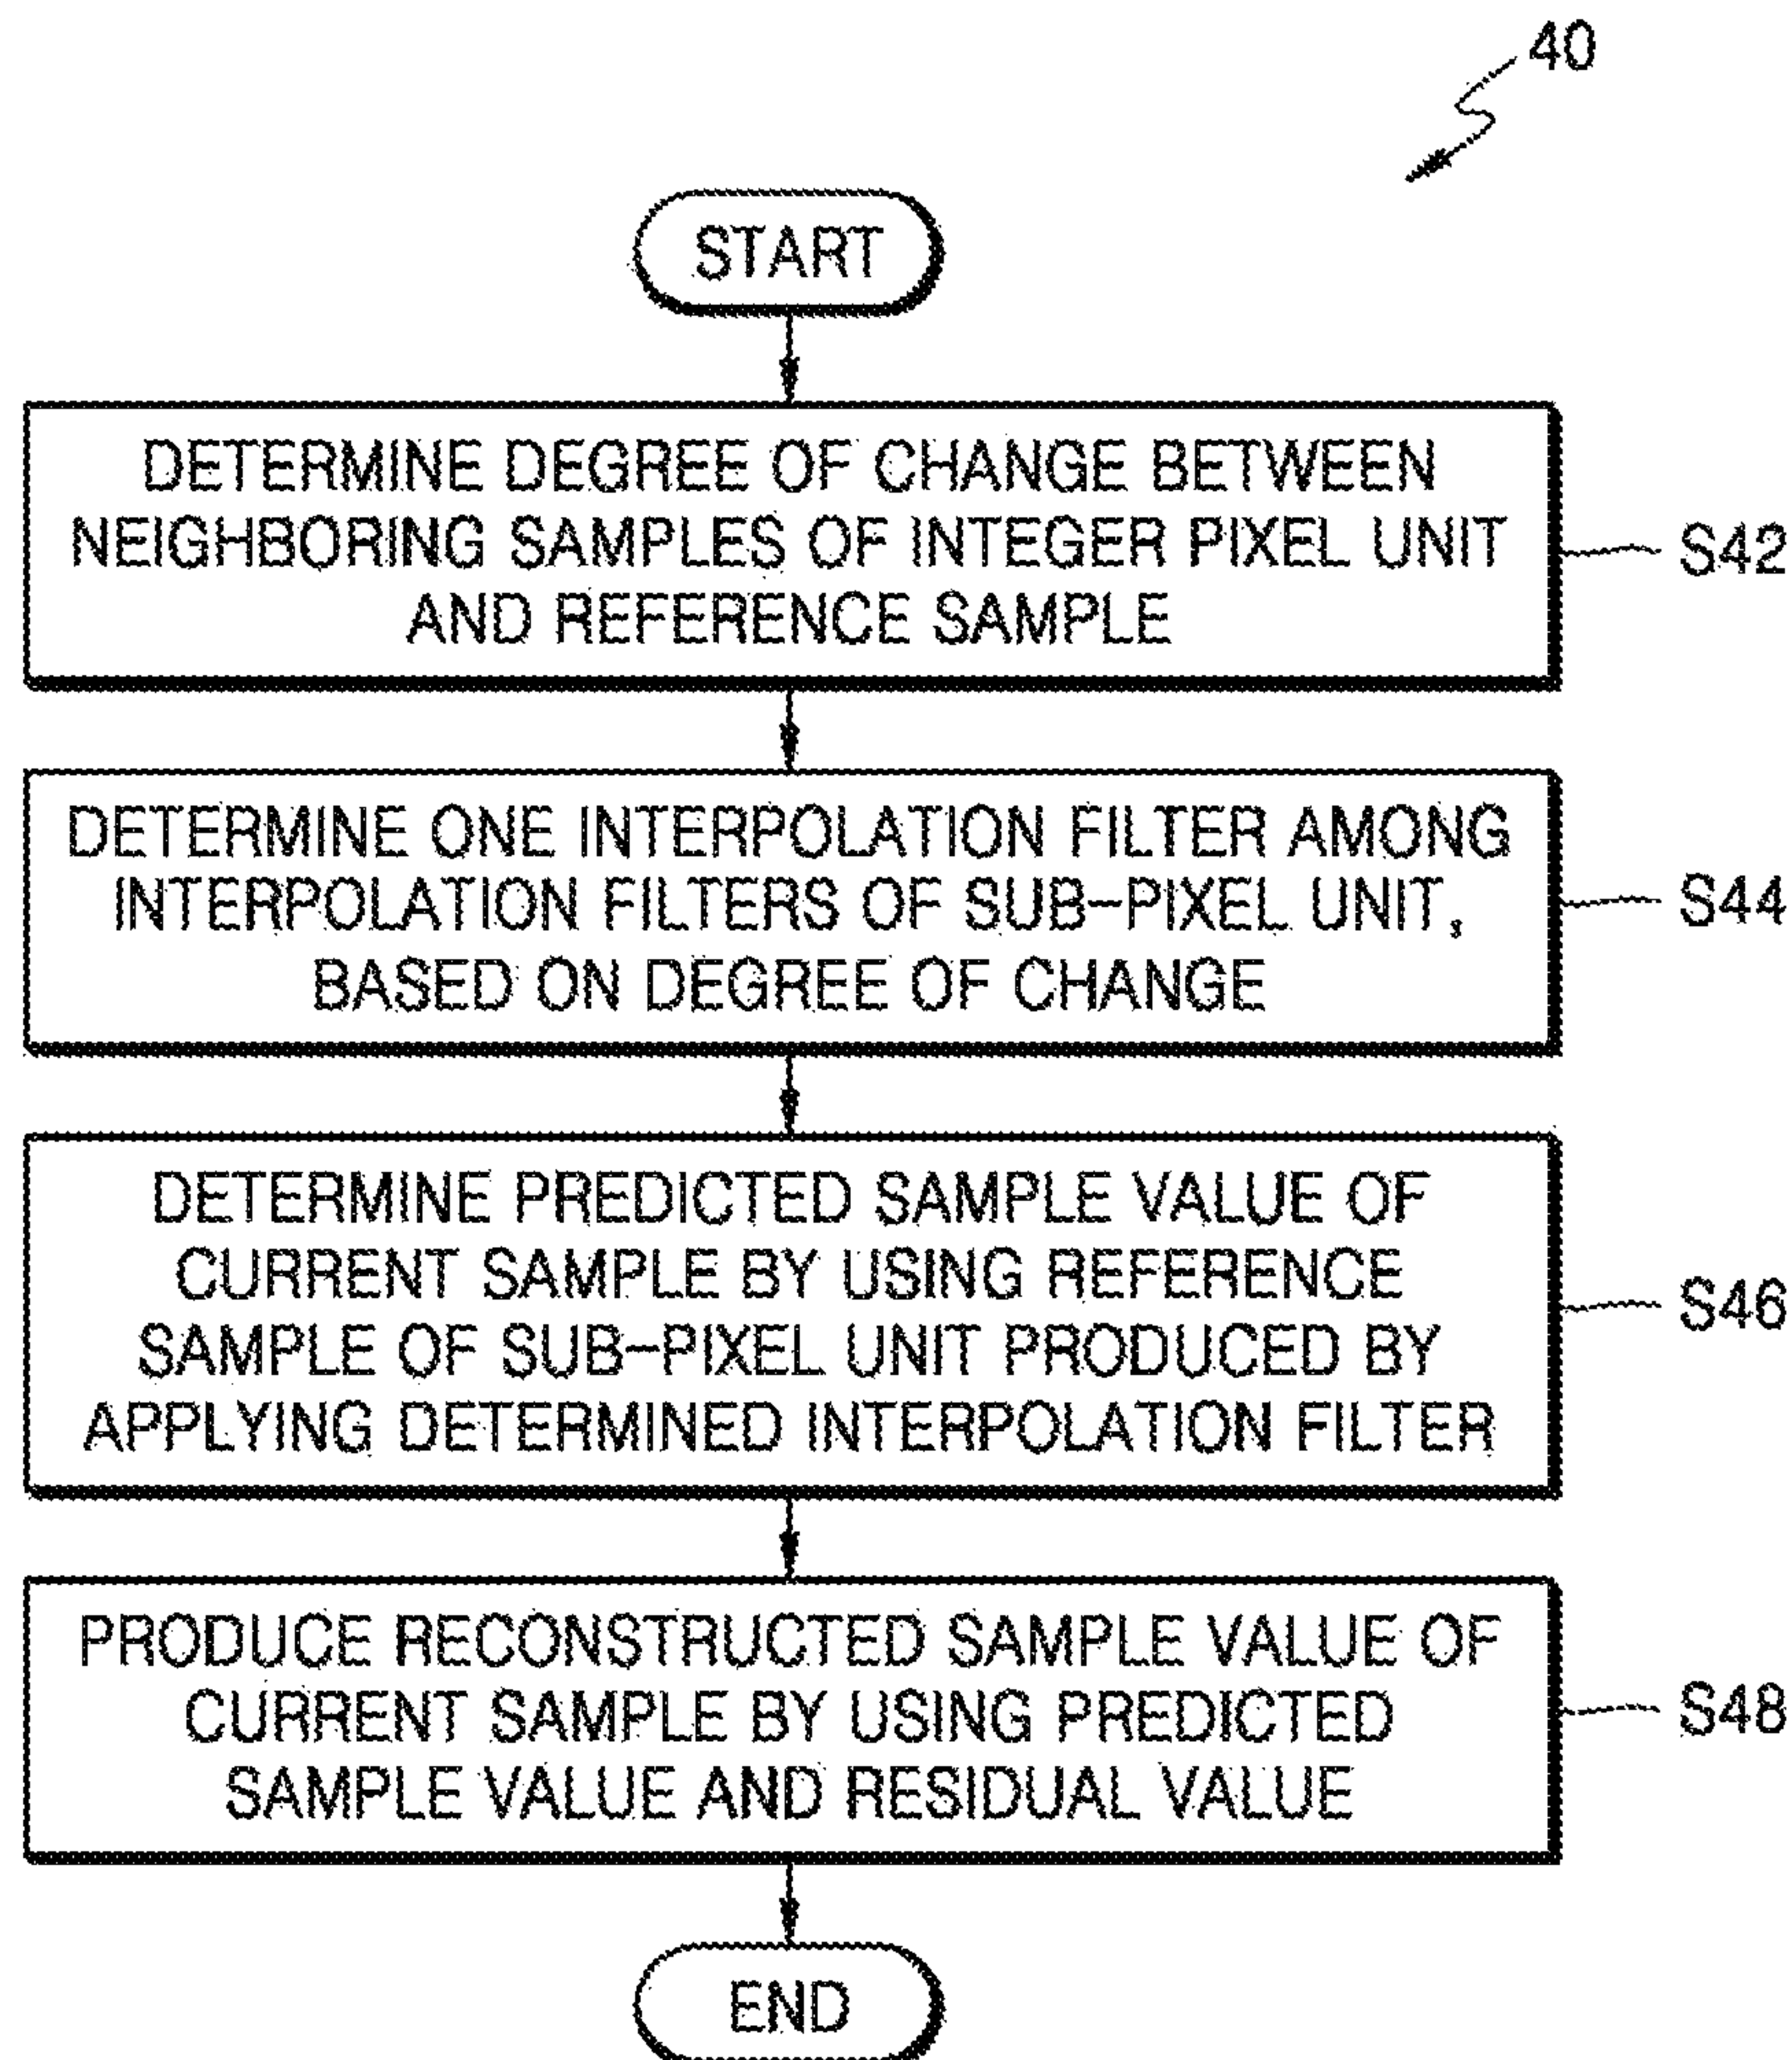 40
START
DETERMINE DEGREE OF CHANGE BETWEEN
NEIGHBORING SAMPLES OF INTEGER PIXEL UNIT
AND REFERENCE SAMPLE
S42
DETERMINE ONE INTERPOLATION FILTER AMONG
INTERPOLATION FILTERS OF SUB-PIXEL UNIT,
BASED ON DEGREE OF CHANGE
S44
DETERMINE PREDICTED SAMPLE VALUE OF
CURRENT SAMPLE BY USING REFERENCE
SAMPLE OF SUB-PIXEL UNIT PRODUCED BY
APPLYING DETERMINED INTERPOLATION FILTER
S46
PRODUCE RECONSTRUCTED SAMPLE VALUE OF
CURRENT SAMPLE BY USING PREDICTED
SAMPLE VALUE AND RESIDUAL VALUE
S48
END